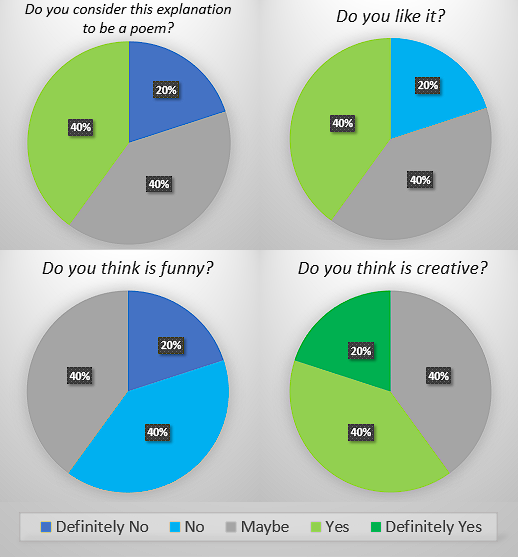 Do you consider this explanation
to be a poem?
20%
40%
40%
Do you like it?
20%
40%
40%
Do you think is funny?
20%
40%
40%
Do you think is creative?
20%
40%
40%
Definitely No No Maybe Yes Definitely Yes